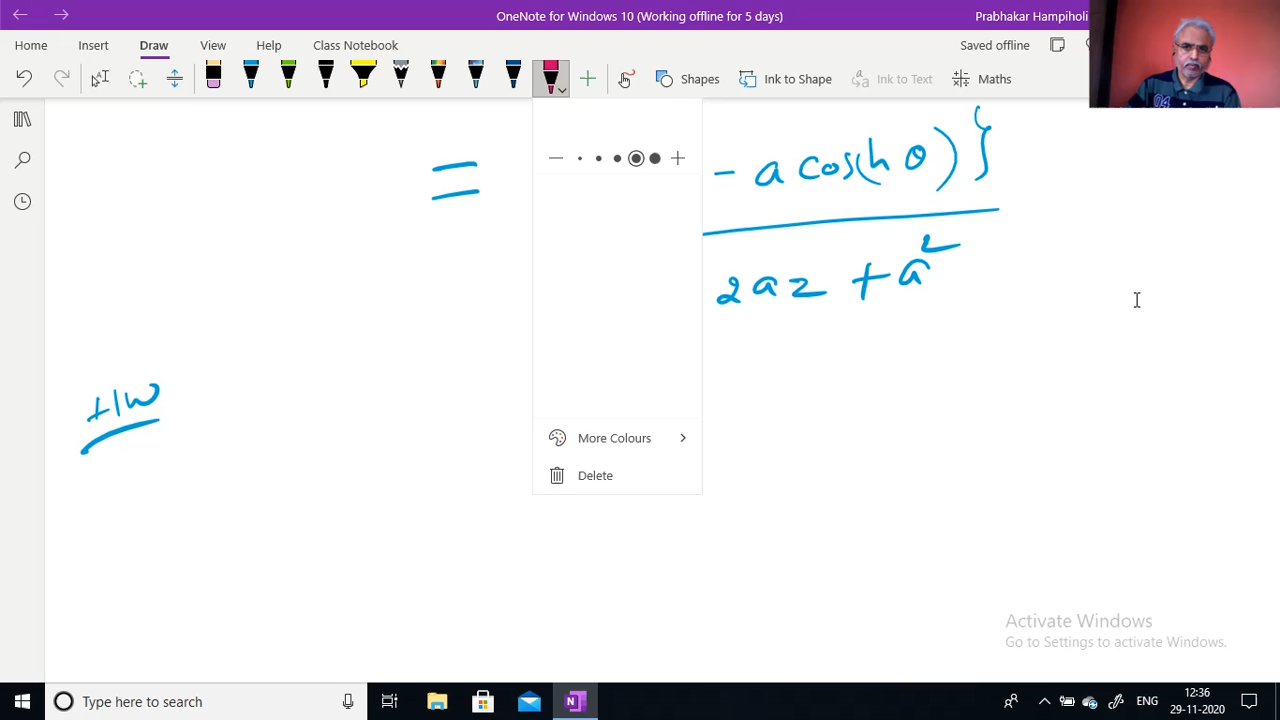 OneNote for Windows 10 (Working offline for 5 days)
Prabhakar Hampiholi
Home Insert Draw View Help Class Notebook Saved offline
Shapes Ink to Shape Ink to Text Maths
= - a cos(h θ) }
2az + a²
HW
More Colours
Delete
Activate Windows
Go to Settings to activate Windows.
Type here to search
ENG
12:36
29-11-2020
04